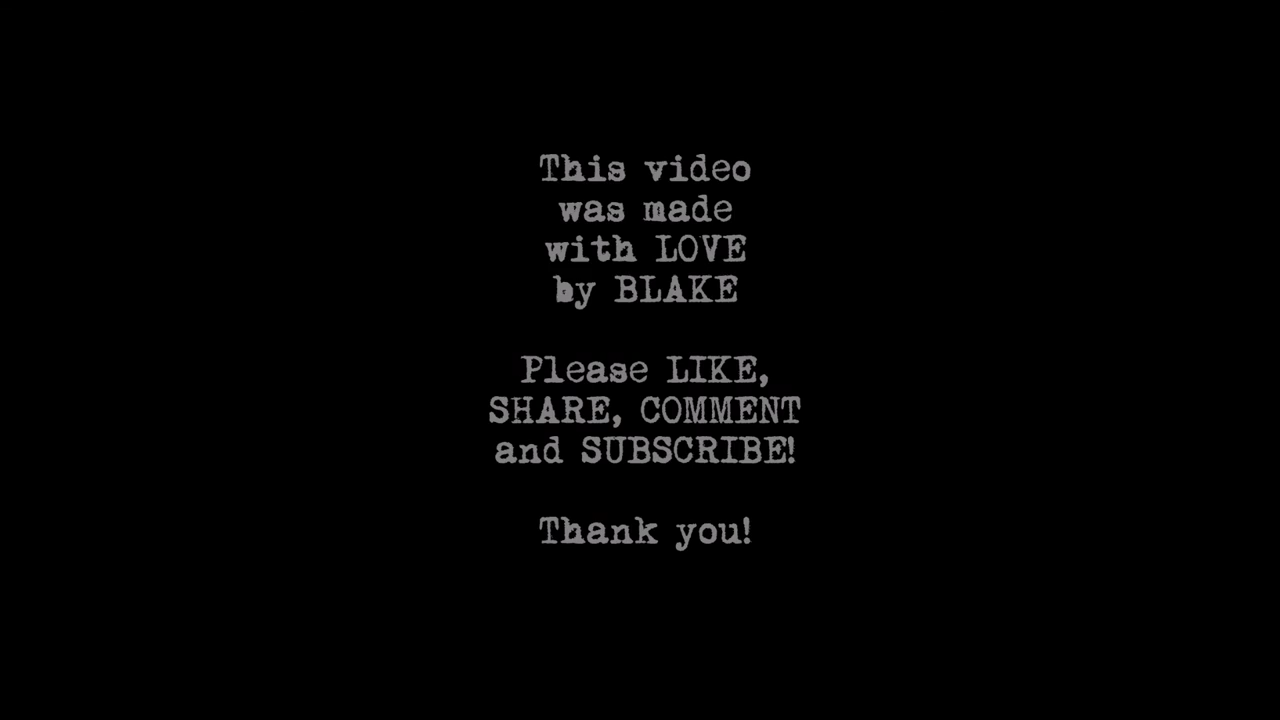 This video
was made
with LOVE
by BLAKE
Please LIKE,
SHARE, COMMENT
and SUBSCRIBE!
Thank you!